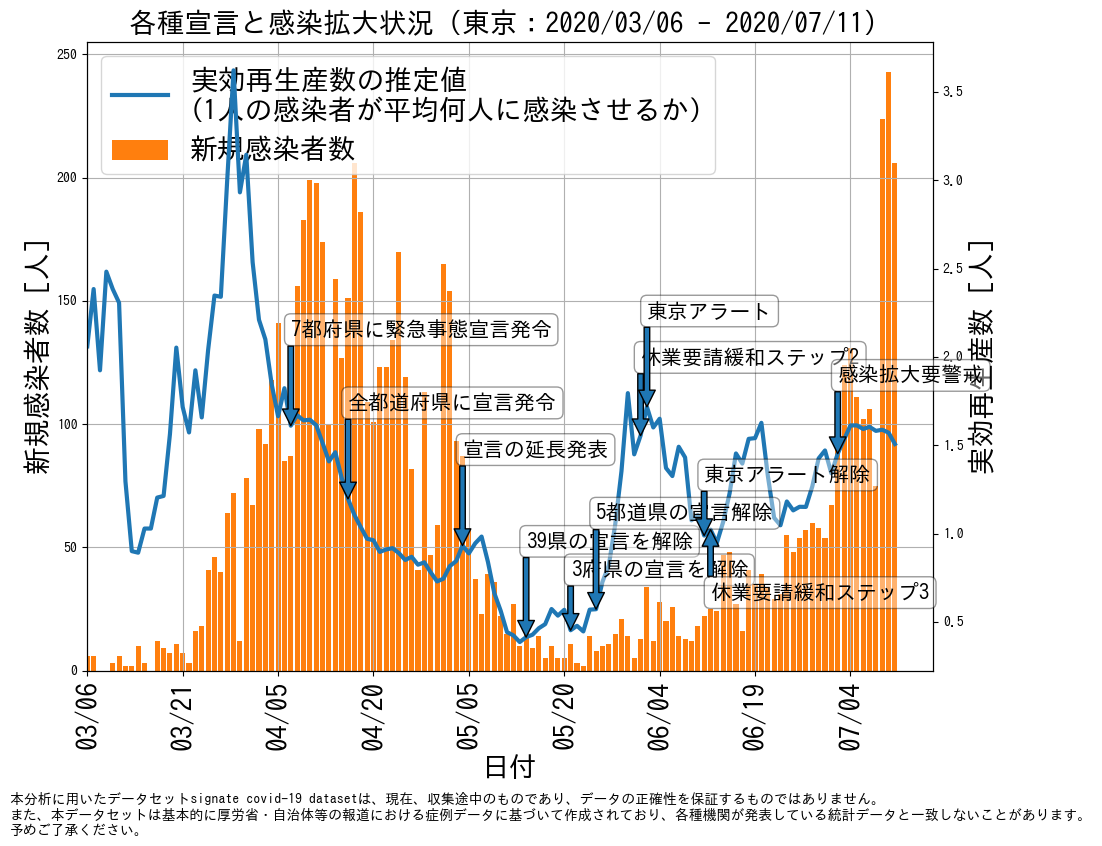 各種宣言と感染拡大状況 (東京：2020/03/06 - 2020/07/11)
250
200
150
100
50
0
新規感染者数 [人]
実効再生産数の推定値
(1人の感染者が平均何人に感染させるか)
新規感染者数
3.5
3.0
2.5
2.0
1.5
1.0
0.5
実効再生産数 [人]
東京アラート
7都府県に緊急事態宣言発令
休業要請緩和ステップ2
感染拡大要警戒
全都道府県に宣言発令
宣言の延長発表
東京アラート解除
5都道県の宣言解除
39県の宣言を解除
3府県の宣言を解除
休業要請緩和ステップ3
03/06
03/21
04/05
04/20
05/05
05/20
06/04
06/19
07/04
日付
本分析に用いたデータセットsignate covid-19 datasetは、現在、収集途中のものであり、データの正確性を保証するものではありません。
また、本データセットは基本的に厚労省・自治体等の報道における症例データに基づいて作成されており、各種機関が発表している統計データと一致しないことがあります。
予めご了承ください。